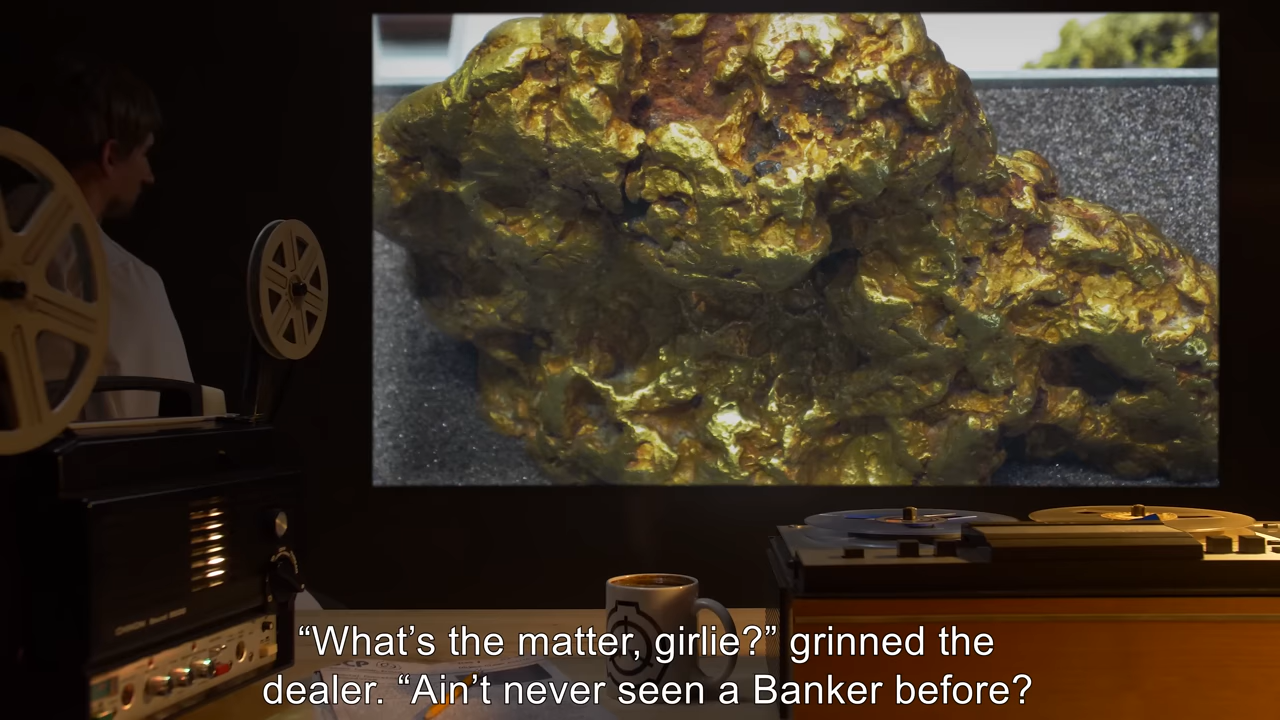 “What’s the matter, girlie?” grinned the
dealer. “Ain’t never seen a Banker before?